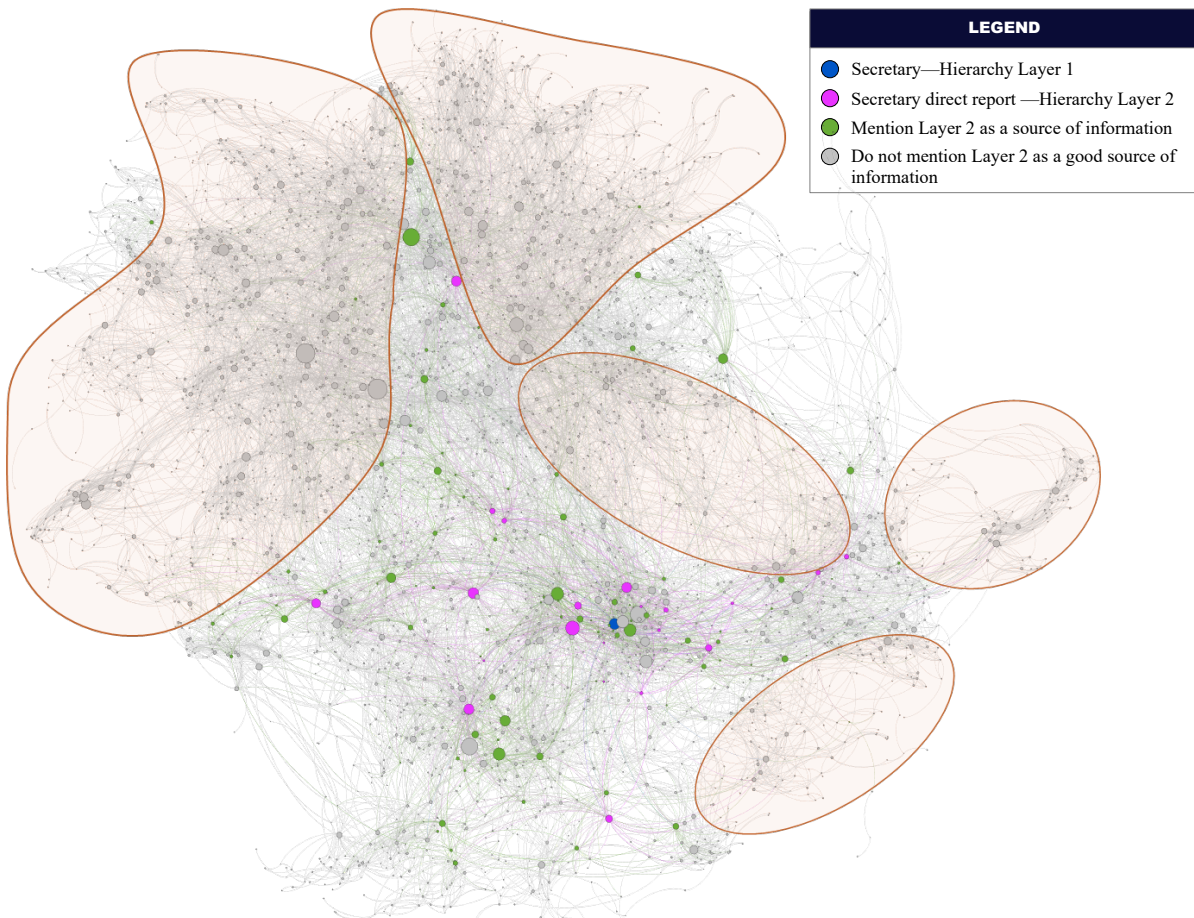 LEGEND
Secretary—Hierarchy Layer 1
Secretary direct report —Hierarchy Layer 2
Mention Layer 2 as a source of information
Do not mention Layer 2 as a good source of
information